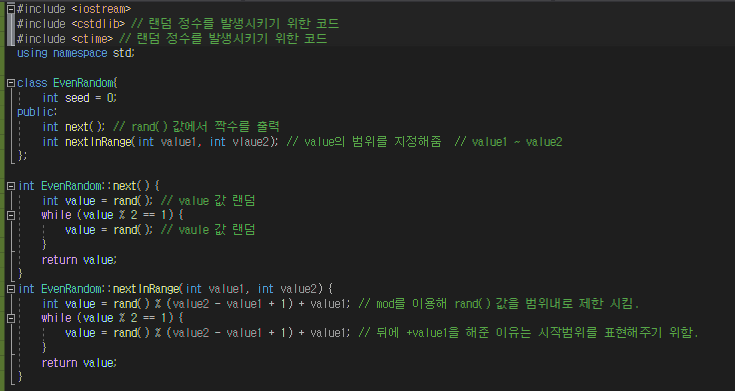 #include <iostream>
#include <cstdlib> // 랜덤 정수를 발생시키기 위한 코드
#include <ctime> // 랜덤 정수를 발생시키기 위한 코드
using namespace std;
class EvenRandom{
int seed = 0;
public:
int next(); // rand() 값에서 짝수를 출력
int nextInRange(int value1, int vlaue2); // value의 범위를 지정해줌 // value1 ~ value2
};
int EvenRandom::next() {
int value = rand(); // value 값 랜덤
while (value % 2 == 1) {
value = rand(); // vaule 값 랜덤
}
return value;
}
int EvenRandom::nextInRange(int value1, int value2) {
int value = rand() % (value2 - value1 + 1) + value1; // mod를 이용해 rand() 값을 범위내로 제한 시킴.
while (value % 2 == 1) {
value = rand() % (value2 - value1 + 1) + value1; // 뒤에 +value1을 해준 이유는 시작범위를 표현해주기 위함.
}
return value;
}